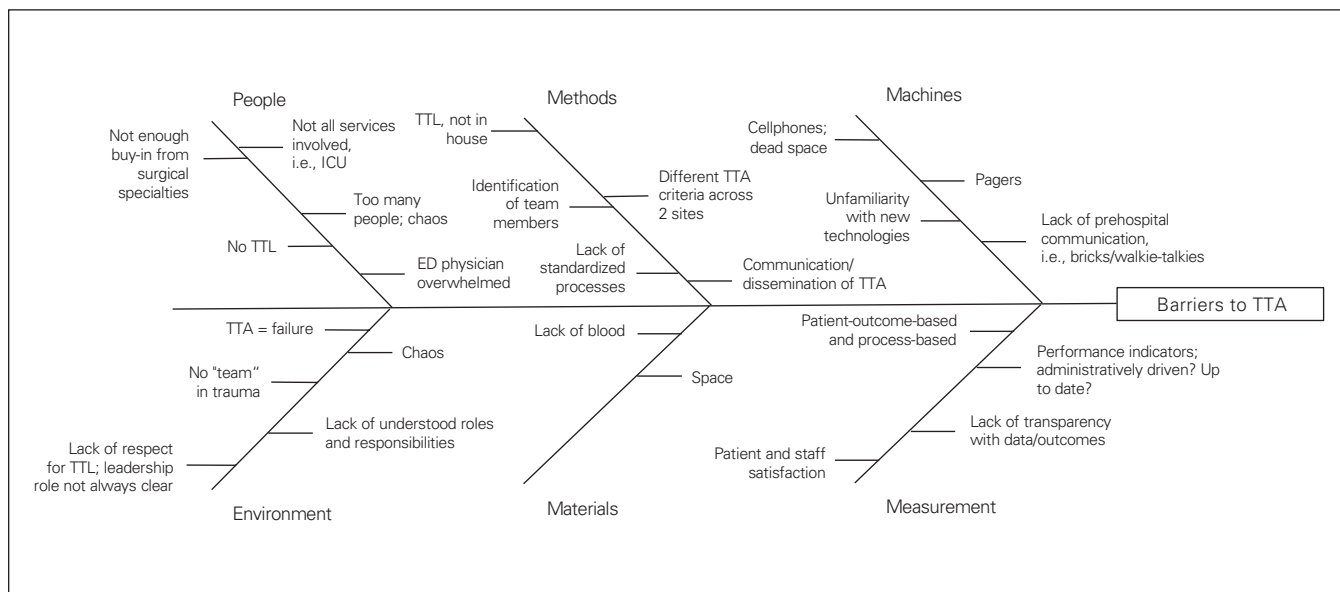 People
Not enough
buy-in from
surgical
specialties
Not all services
involved,
i.e., ICU
Too many
people; chaos
No TTL
ED physician
overwhelmed
Methods
TTL, not in
house
Different TTA
criteria across
2 sites
Identification
of team
members
Lack of
standardized
processes
Communication/
dissemination of TTA
Machines
Cellphones;
dead space
Pagers
Unfamiliarity
with new
technologies
Lack of prehospital
communication,
i.e., bricks/walkie-talkies
Barriers to TTA
TTA = failure
Chaos
No "team"
in trauma
Lack of understood roles
and responsibilities
Lack of respect
for TTL; leadership
role not always clear
Environment
Lack of blood
Space
Materials
Patient-outcome-based
and process-based
Performance indicators;
administratively driven? Up
to date?
Lack of transparency
with data/outcomes
Patient and staff
satisfaction
Measurement